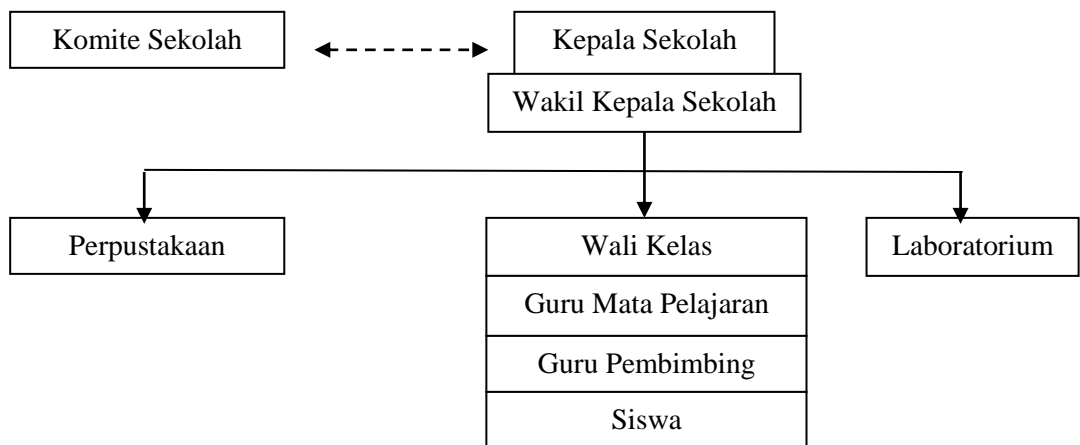 Komite Sekolah
Kepala Sekolah
Wakil Kepala Sekolah
Perpustakaan
Wali Kelas
Laboratorium
Guru Mata Pelajaran
Guru Pembimbing
Siswa